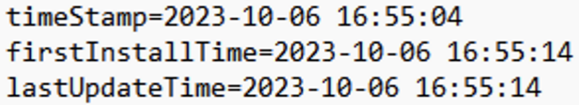 timeStamp=2023-10-06 16:55:04
firstInstallTime=2023-10-06 16:55:14
lastUpdateTime=2023-10-06 16:55:14